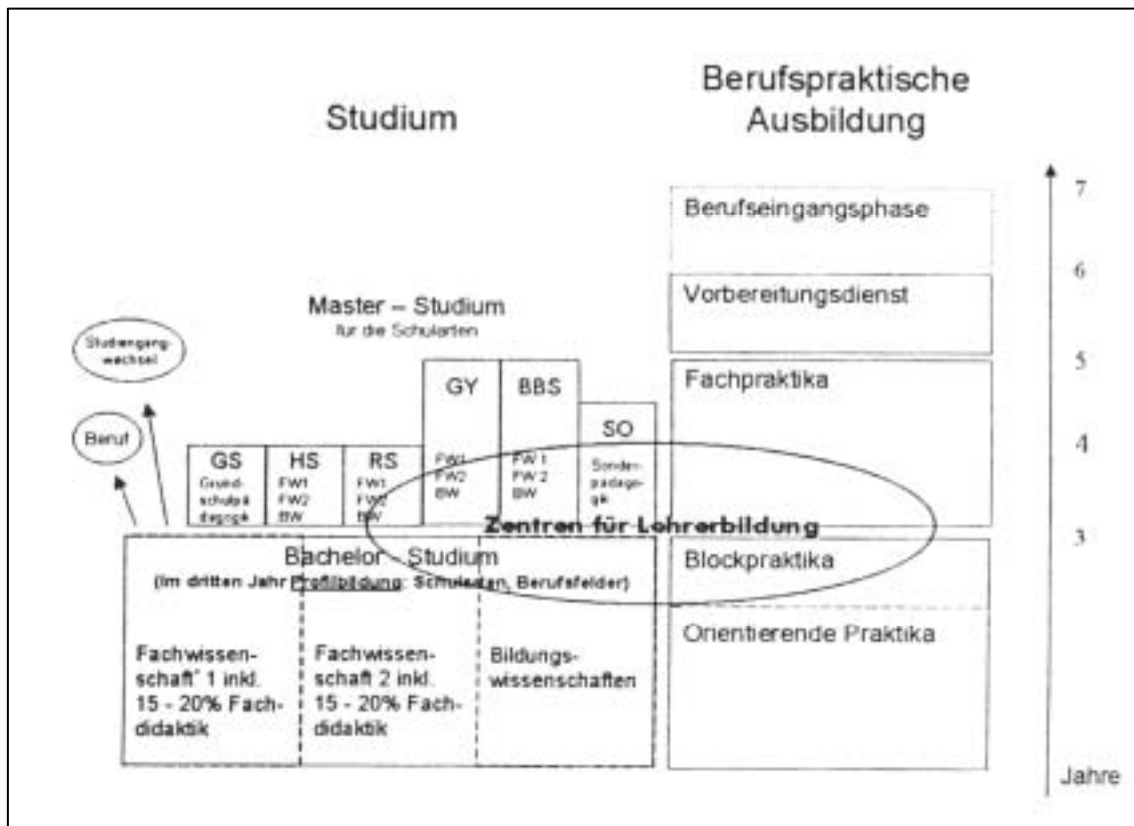 Studium
Berufspraktische
Ausbildung
7
6
5
4
3
Jahre
Berufseingangsphase
Vorbereitungsdienst
Fachpraktika
Blockpraktika
Orientierende Praktika
Master – Studium
für die Schularten
Studiengang-
wechsel
Beruf
GS
Grund-
schulpä
dagogik
HS
FW1
FW2
BW
RS
FW1
FW2
BW
GY
FW1
FW2
BW
BBS
FW 1
FW 2
BW
SO
Sonder-
pädago-
gik
Zentren für Lehrerbildung
Bachelor - Studium
(Im dritten Jahr Profilbildung: Schularten, Berufsfelder)
Fachwissen-
schaft* 1 inkl.
15 - 20% Fach-
didaktik
Fachwissen-
schaft 2 inkl.
15 - 20% Fach-
didaktik
Bildungs-
wissenschaften